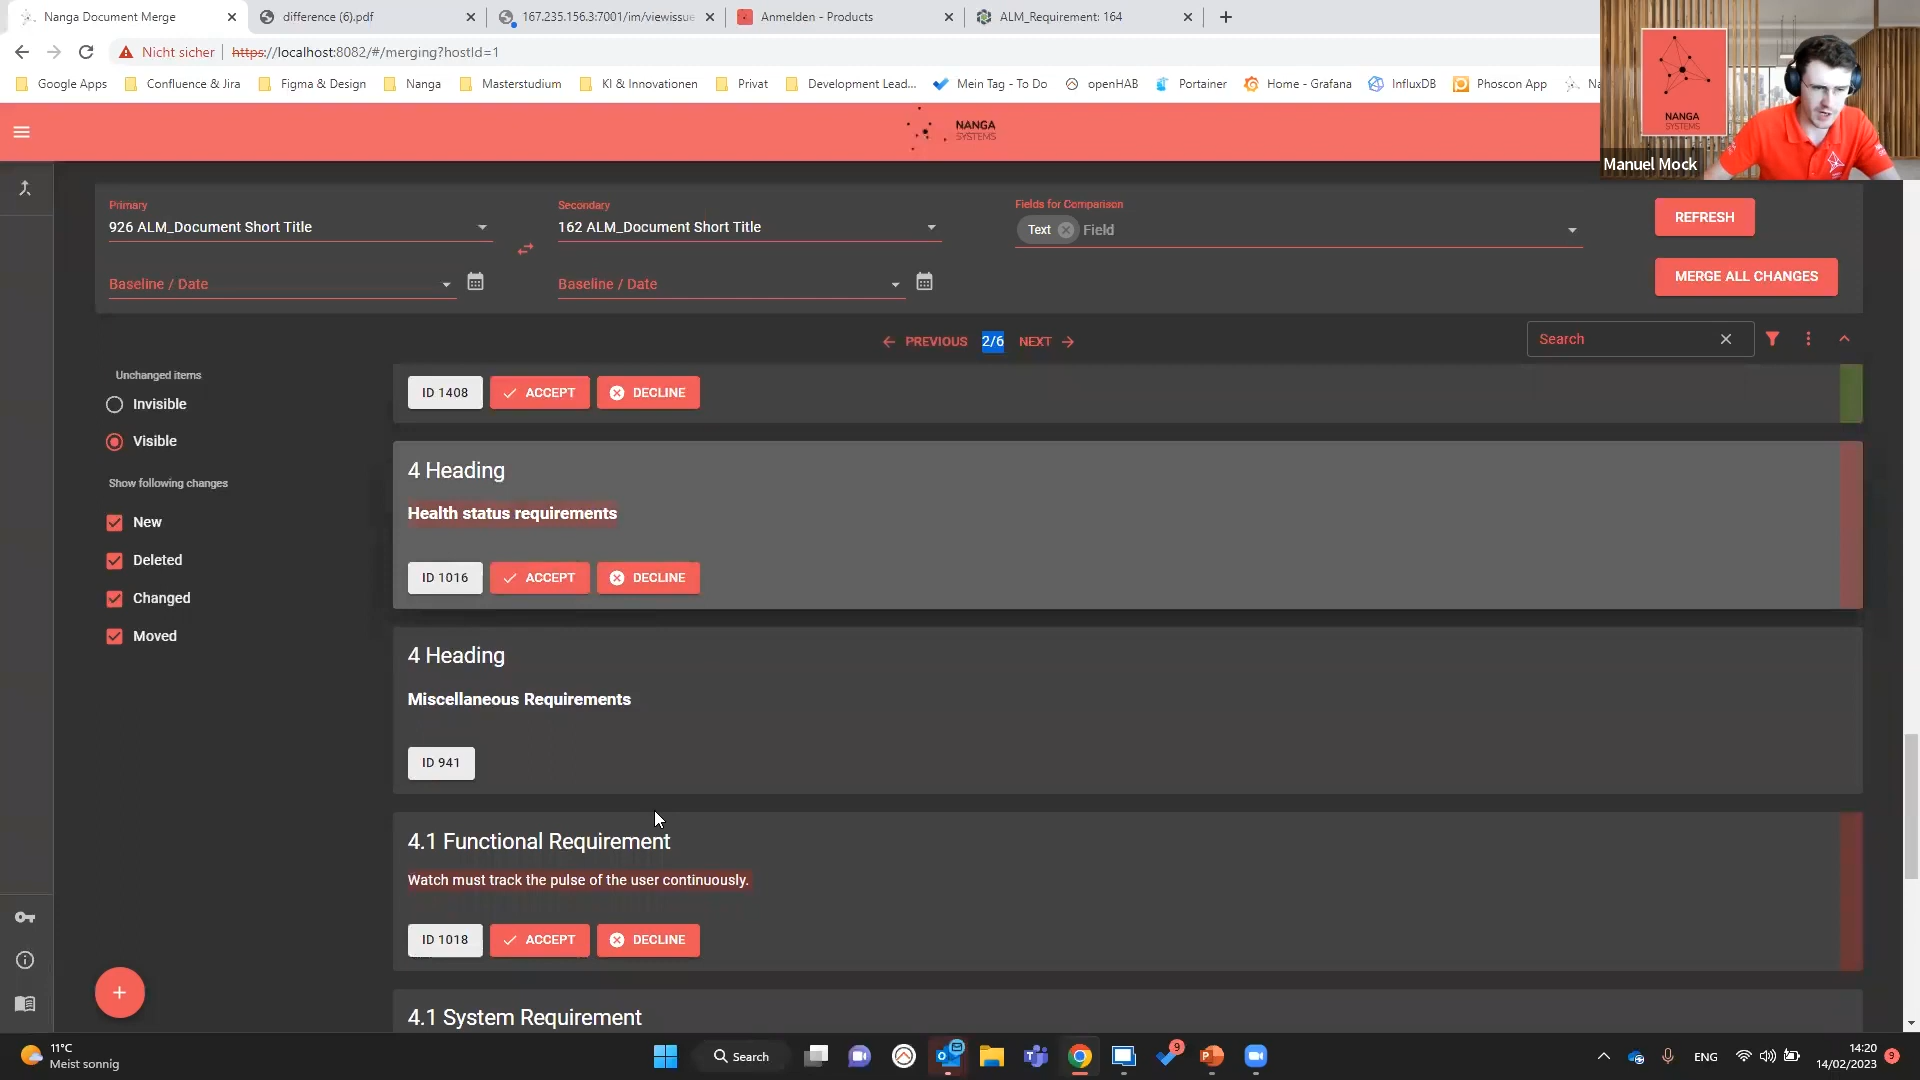 Nanga Document Merge
difference (6).pdf
167.235.156.3:7001/im/viewissue
Anmelden - Products
ALM_Requirement: 164
Nicht sicher
https://localhost:8082/#/merging?hostId=1
Google Apps
Confluence & Jira
Figma & Design
Nanga
Masterstudium
KI & Innovationen
Privat
Development Lead...
Mein Tag - To Do
openHAB
Portainer
Home - Grafana
InfluxDB
Phoscon App
NANGA
SYSTEMS
NANGA
SYSTEMS
Manuel Mock
Primary
926 ALM_Document Short Title
Secondary
162 ALM_Document Short Title
Fields for Comparison
Text
Field
REFRESH
Baseline / Date
Baseline / Date
MERGE ALL CHANGES
PREVIOUS
2/6
NEXT
Search
Unchanged items
Invisible
Visible
Show following changes
New
Deleted
Changed
Moved
ID 1408
ACCEPT
DECLINE
4 Heading
Health status requirements
ID 1016
ACCEPT
DECLINE
4 Heading
Miscellaneous Requirements
ID 941
4.1 Functional Requirement
Watch must track the pulse of the user continuously.
ID 1018
ACCEPT
DECLINE
4.1 System Requirement
11°C
Meist sonnig
Search
9
ENG
14:20
14/02/2023
9